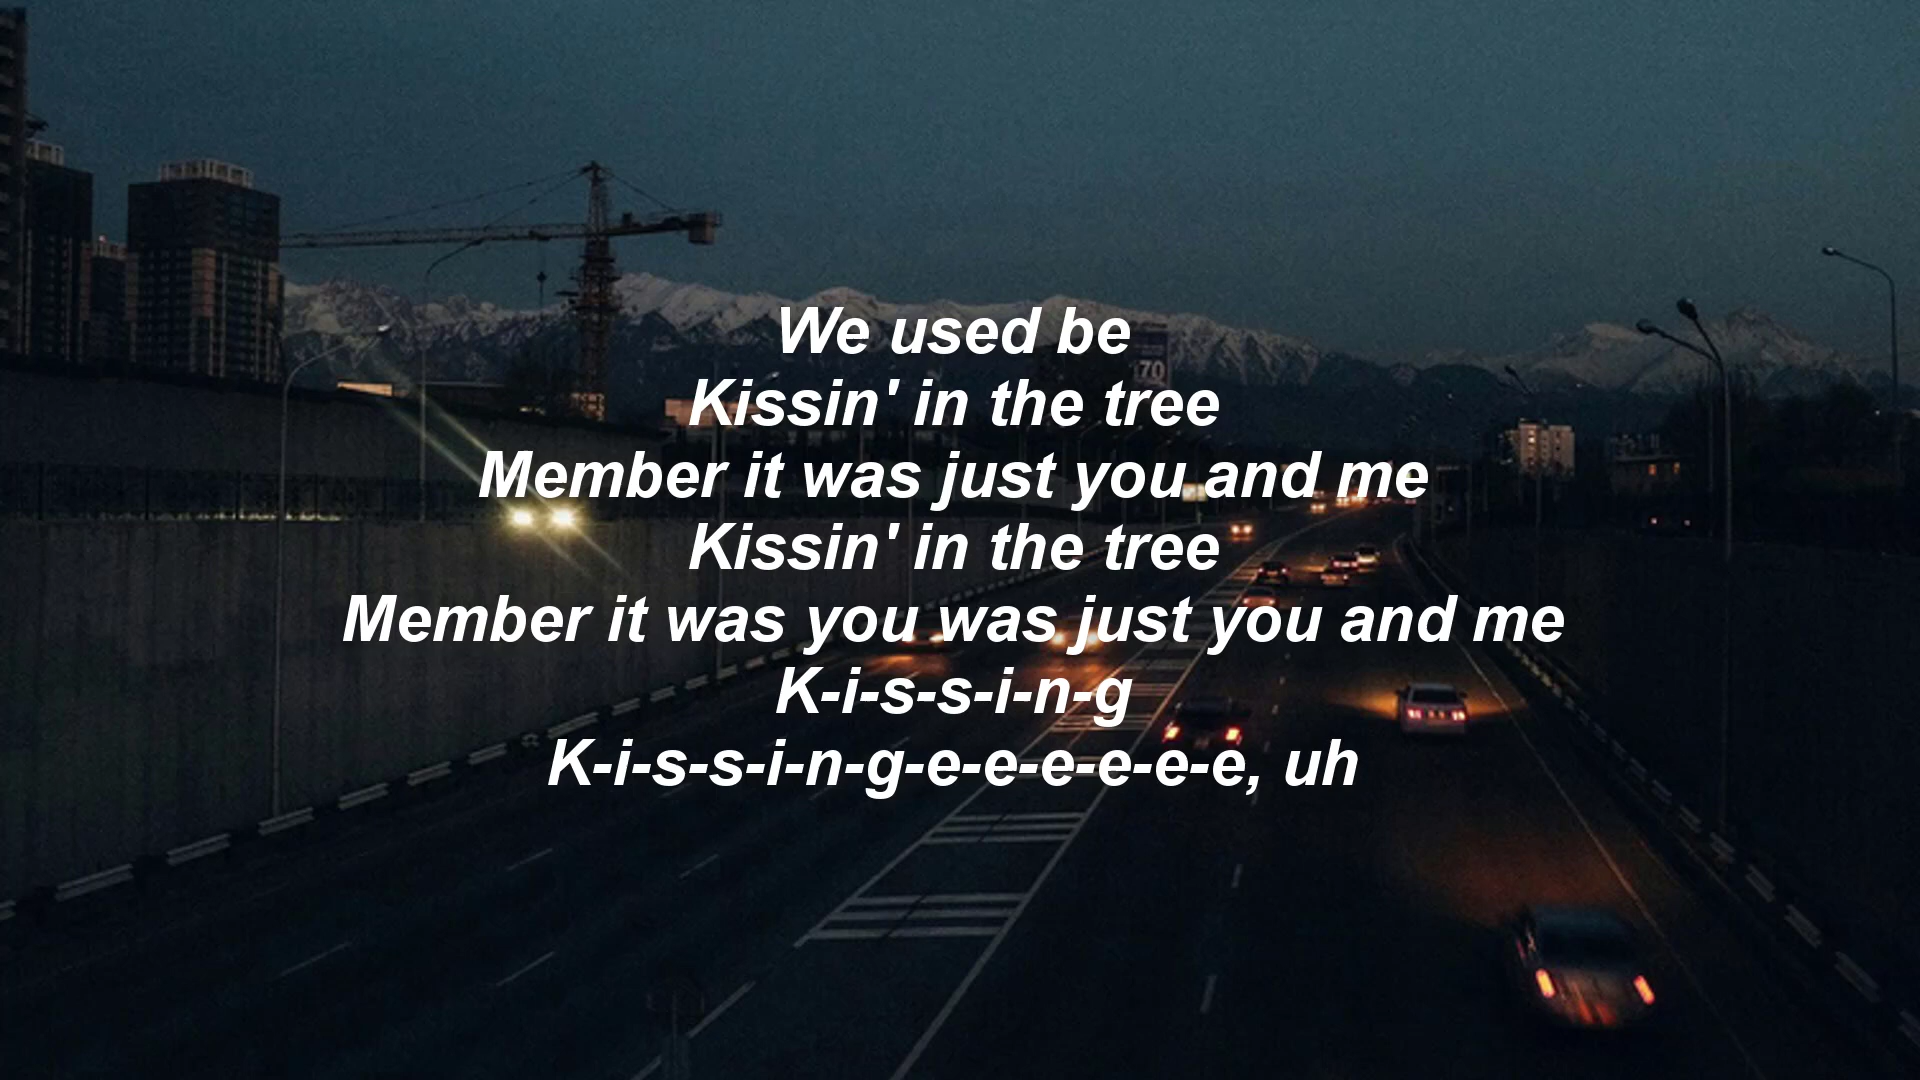 We used be
Kissin' in the tree
Member it was just you and me
Kissin' in the tree
Member it was you was just you and me
K-i-s-s-i-n-g
K-i-s-s-i-n-g-e-e-e-e-e-e, uh
70